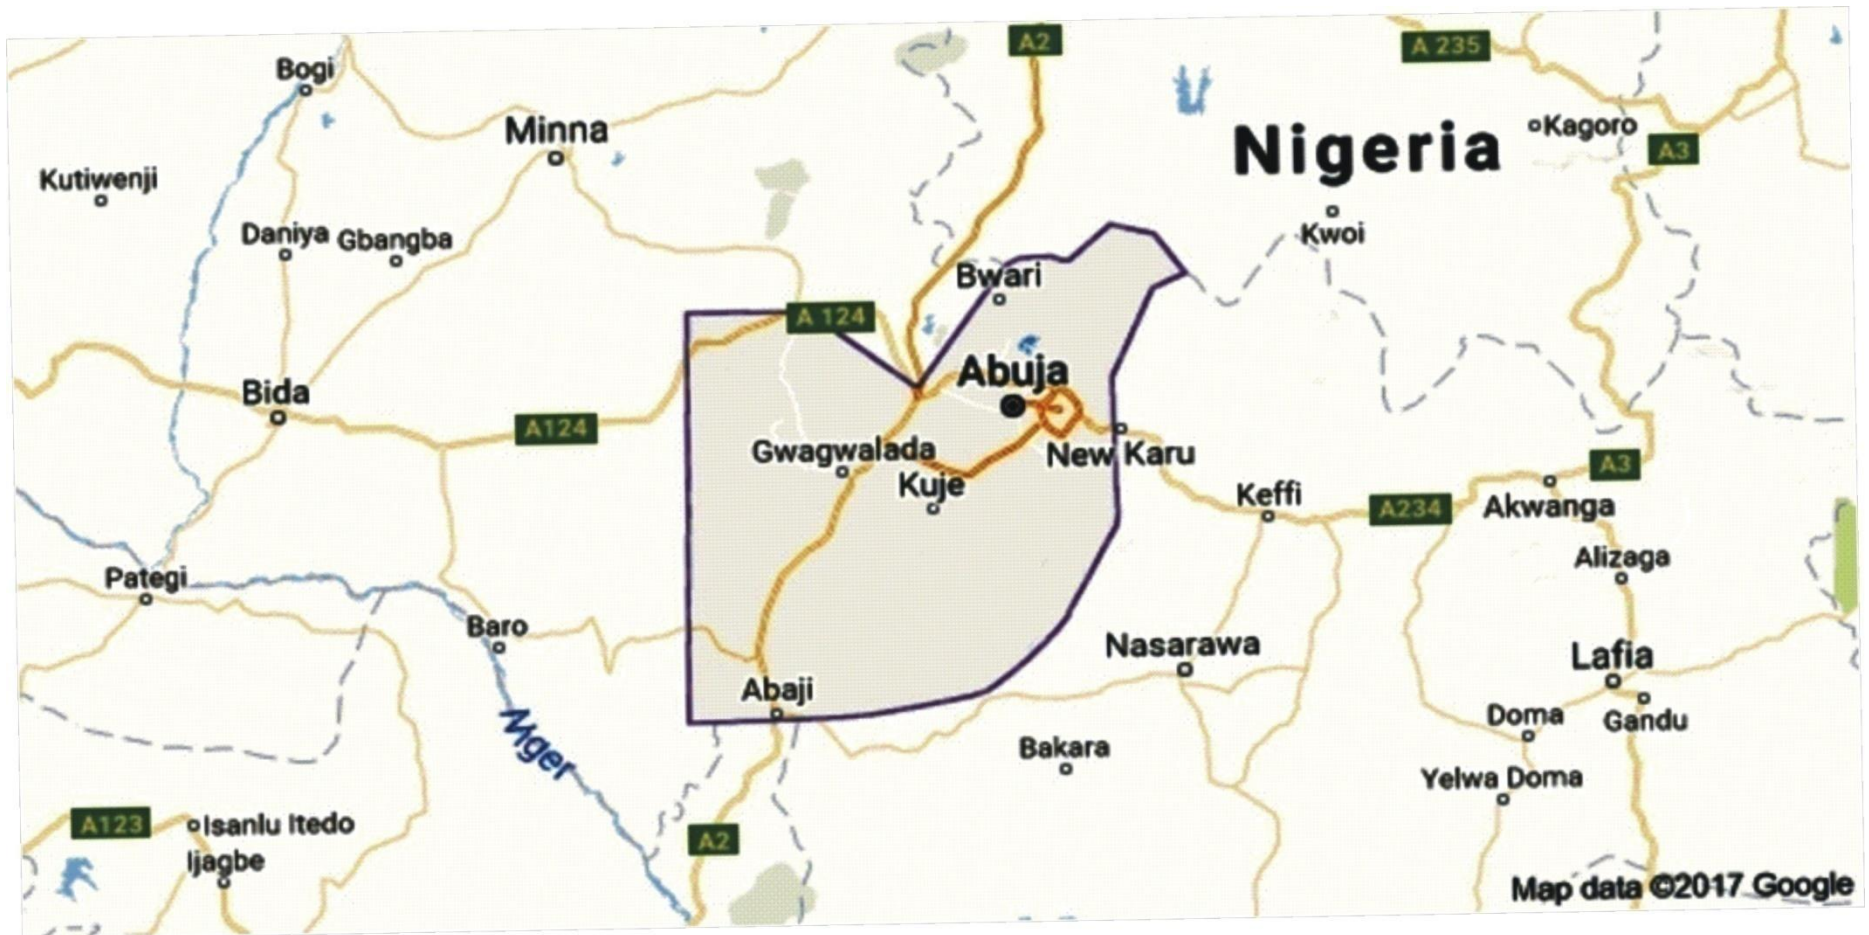 A2
A 235
Bogi
Minna
Nigeria
Kagoro
A3
Kutiwenji
Daniya
Gbangba
Kwoi
Bwari
A 124
Abuja
Bida
A124
Gwagwalada
New Karu
Kuje
Keffi
A3
A234
Akwanga
Alizaga
Pategi
Baro
Nasarawa
Lafia
Abaji
Doma
Gandu
Niger
Bakara
Yelwa Doma
A123
Isanlu Itedo
A2
Ijagbe
Map data ©2017 Google